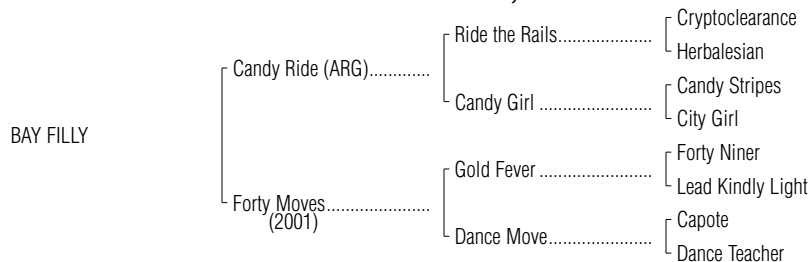 Cryptoclearance
Ride the Rails.....................
Herbalesian
Candy Ride (ARG).............
Candy Stripes
Candy Girl .........................
City Girl
BAY FILLY
Forty Niner
Gold Fever .........................
Lead Kindly Light
Forty Moves.......................
(2001)
Capote
Dance Move.......................
Dance Teacher